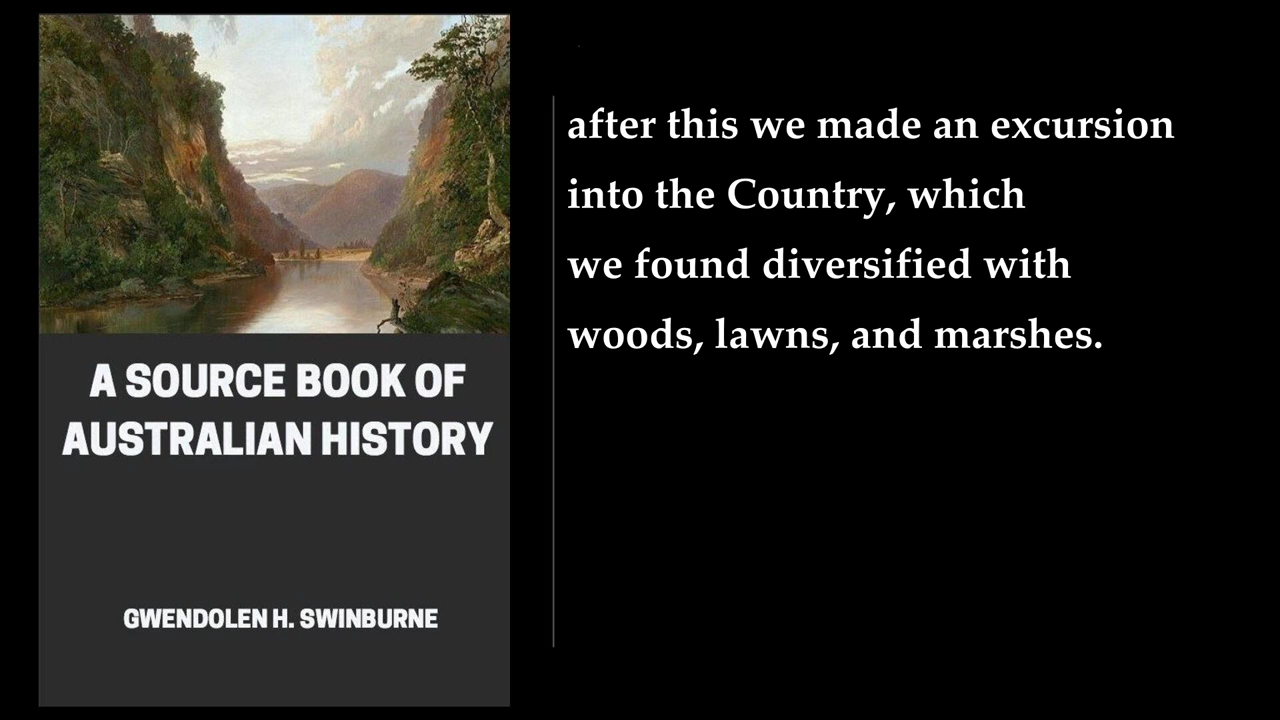 A SOURCE BOOK OF
AUSTRALIAN HISTORY
GWENDOLEN H. SWINBURNE
after this we made an excursion
into the Country, which
we found diversified with
woods, lawns, and marshes.